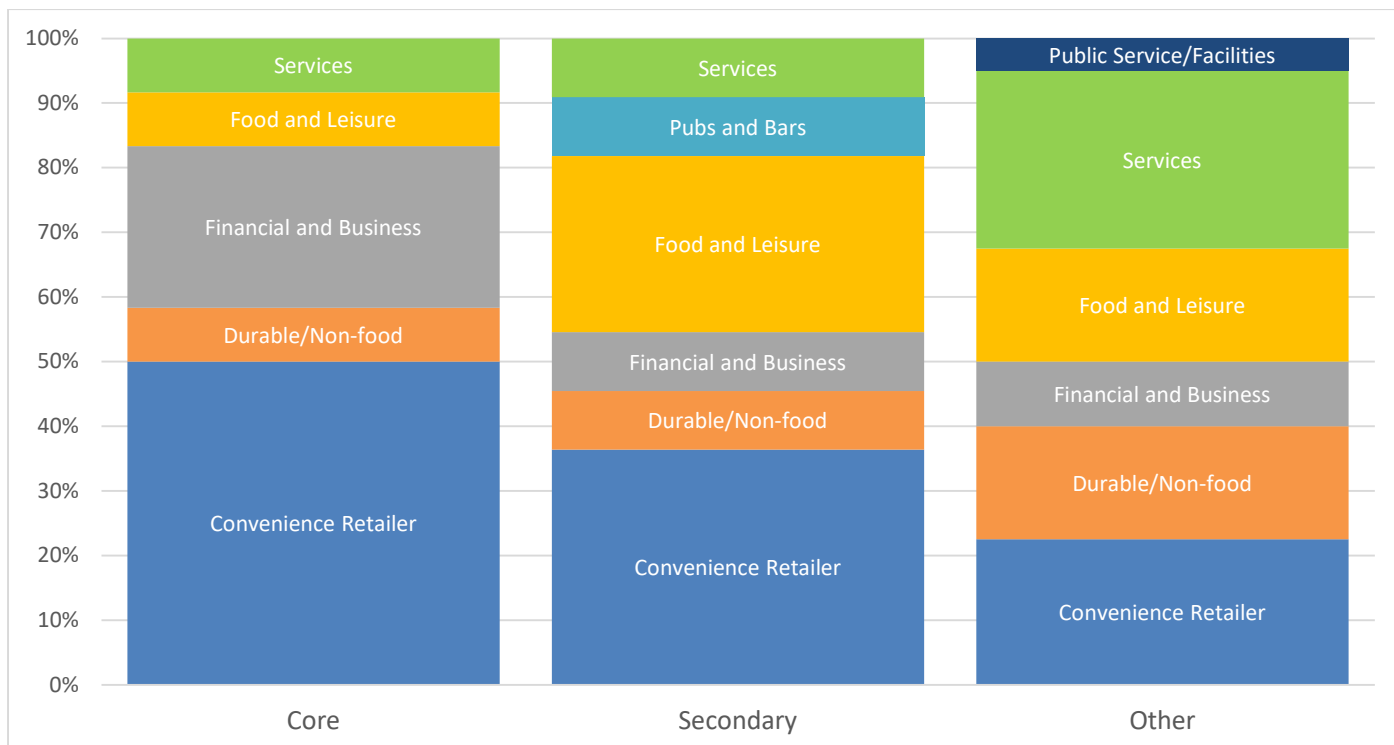 100%
90%
80%
70%
60%
50%
40%
30%
20%
10%
0%
Services
Food and Leisure
Financial and Business
Durable/Non-food
Convenience Retailer
Services
Pubs and Bars
Food and Leisure
Financial and Business
Durable/Non-food
Convenience Retailer
Public Service/Facilities
Services
Food and Leisure
Financial and Business
Durable/Non-food
Convenience Retailer
Core
Secondary
Other